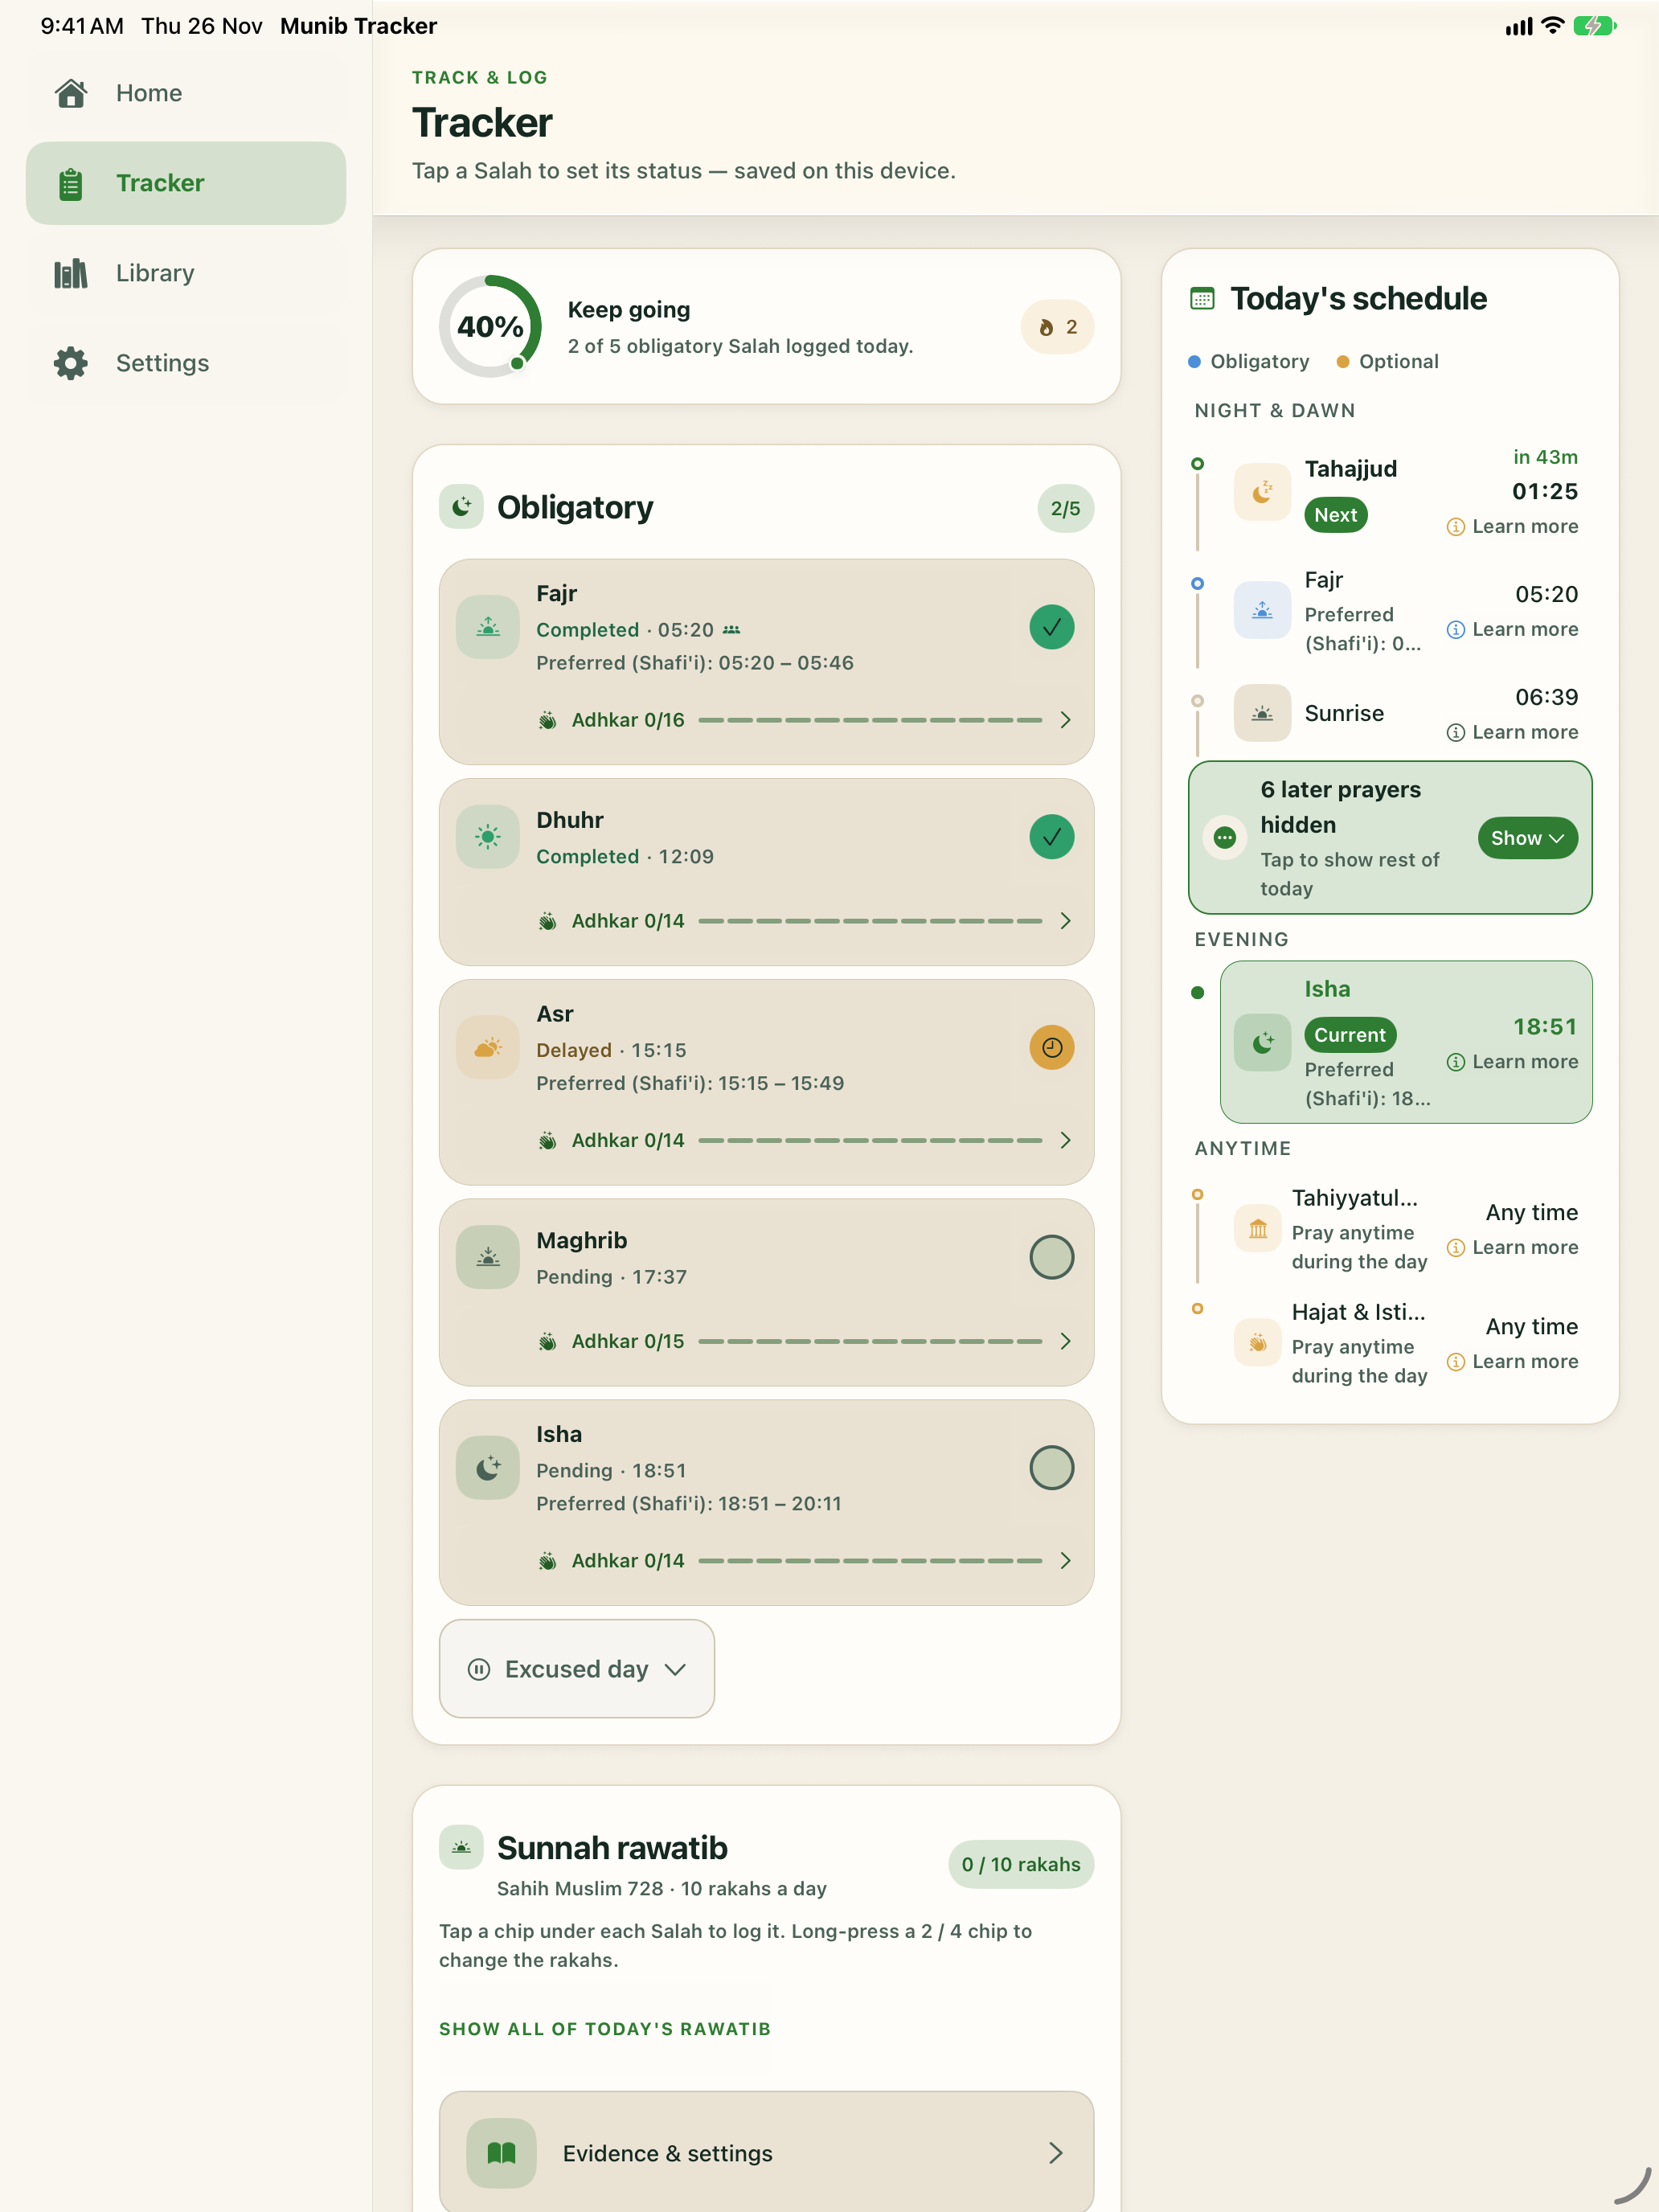 9:41 AM Thu 26 Nov Munib Tracker
Home
Tracker
Library
Settings
TRACK & LOG
Tracker
Tap a Salah to set its status — saved on this device.
40%
Keep going
2 of 5 obligatory Salah logged today.
2
Obligatory
2/5
Fajr
Completed · 05:20
Preferred (Shafi'i): 05:20 – 05:46
Adhkar 0/16
Dhuhr
Completed · 12:09
Adhkar 0/14
Asr
Delayed · 15:15
Preferred (Shafi'i): 15:15 – 15:49
Adhkar 0/14
Maghrib
Pending · 17:37
Adhkar 0/15
Isha
Pending · 18:51
Preferred (Shafi'i): 18:51 – 20:11
Adhkar 0/14
Excused day
Sunnah rawatib
Sahih Muslim 728 · 10 rakahs a day
0 / 10 rakahs
Tap a chip under each Salah to log it. Long-press a 2 / 4 chip to
change the rakahs.
SHOW ALL OF TODAY'S RAWATIB
Evidence & settings
Today's schedule
Obligatory
Optional
NIGHT & DAWN
Tahajjud
Next
in 43m
01:25
Learn more
Fajr
Preferred
(Shafi'i): 0...
05:20
Learn more
Sunrise
06:39
Learn more
6 later prayers
hidden
Tap to show rest of
today
Show
EVENING
Isha
Current
Preferred
(Shafi'i): 18...
18:51
Learn more
ANYTIME
Tahiyyatul...
Pray anytime
during the day
Any time
Learn more
Hajat & Isti...
Pray anytime
during the day
Any time
Learn more